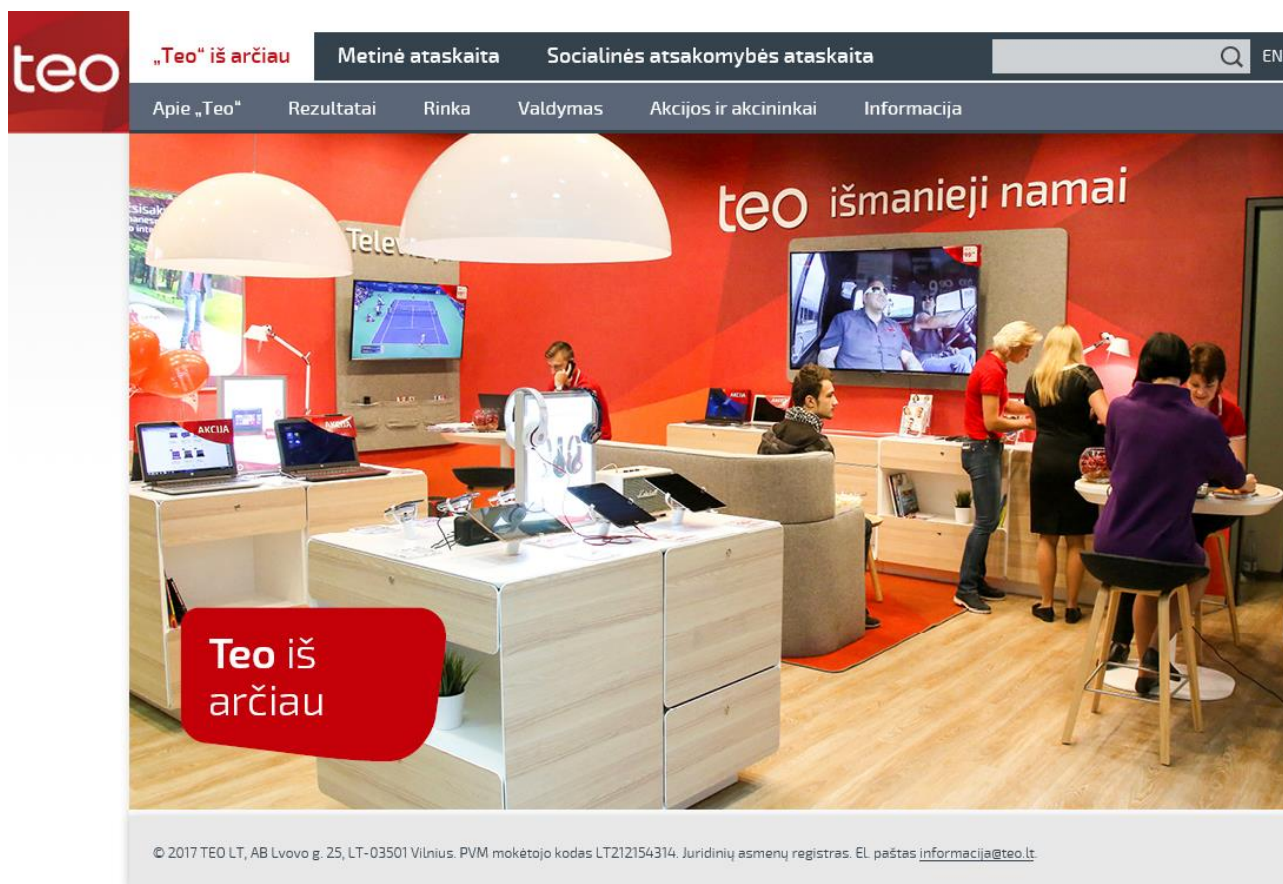 teo
„Teo“ iš arčiau
Metinė ataskaita
Socialinės atsakomybės ataskaita
EN
Apie „Teo“
Rezultatai
Rinka
Valdymas
Akcijos ir akcininkai
Informacija
teo išmanieji namai
AKCIJA
AKCIJA
AKCIJA
Teo iš
arčiau
© 2017 TEO LT, AB Lvovo g. 25, LT-03501 Vilnius. PVM mokėtojo kodas LT212154314. Juridinių asmenų registras. El. paštas informacija@teo.lt.